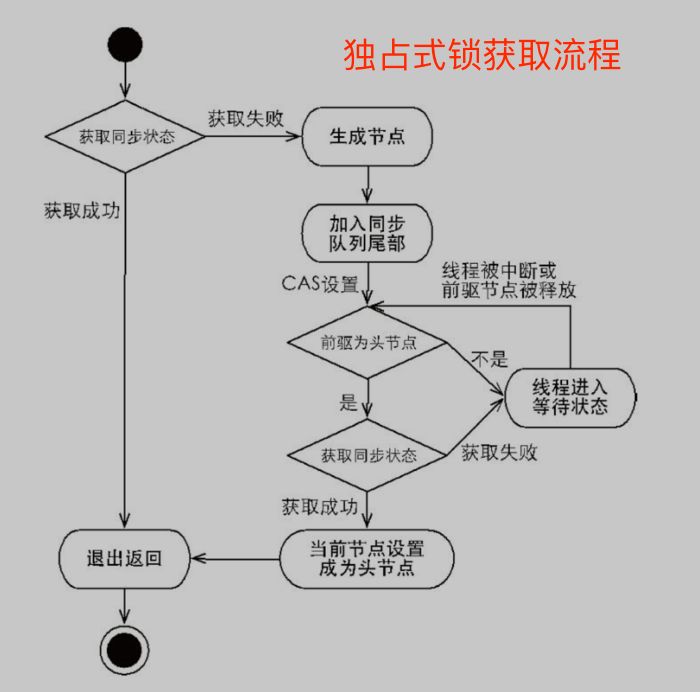 独占式锁获取流程
获取同步状态
获取失败
生成节点
获取成功
加入同步
队列尾部
CAS设置
线程被中断或
前驱节点被释放
前驱为头节点
不是
线程进入
等待状态
是
获取同步状态
获取失败
获取成功
当前节点设置
成为头节点
退出返回